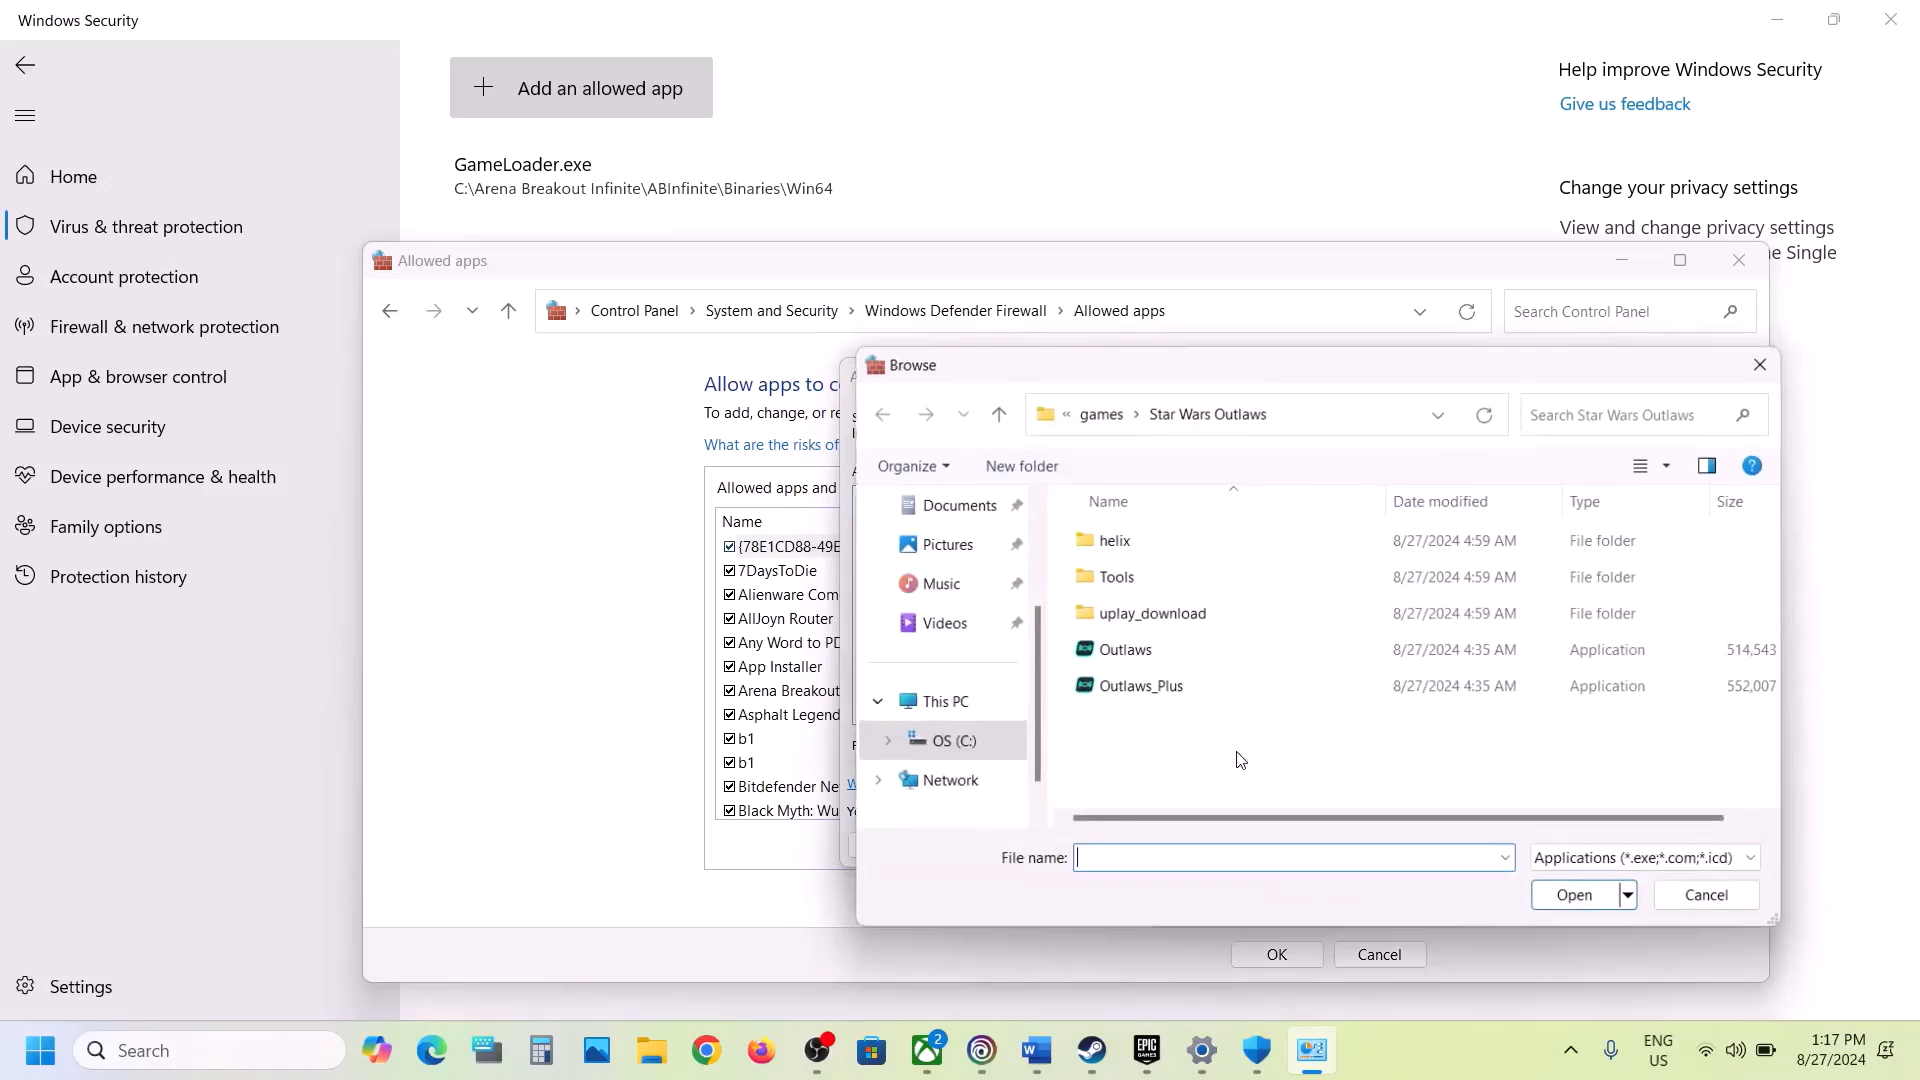 Windows Security
Add an allowed app
GameLoader.exe
C:\Arena Breakout Infinite\ABInfinite\Binaries\Win64
Help improve Windows Security
Give us feedback
Change your privacy settings
View and change privacy settings
e Single
Home
Virus & threat protection
Account protection
Firewall & network protection
App & browser control
Device security
Device performance & health
Family options
Protection history
Settings
Allowed apps
Control Panel > System and Security > Windows Defender Firewall > Allowed apps
Search Control Panel
Allow apps to c
To add, change, or re
What are the risks of
Allowed apps and
Name
{78E1CD88-49E
7DaysToDie
Alienware Com
AllJoyn Router
Any Word to PD
App Installer
Arena Breakout
Asphalt Legend
b1
b1
Bitdefender Ne
Black Myth: Wu
OK
Cancel
Browse
« games > Star Wars Outlaws
Search Star Wars Outlaws
Organize
New folder
Documents
Pictures
Music
Videos
This PC
OS (C:)
Network
Name Date modified Type Size
helix 8/27/2024 4:59 AM File folder
Tools 8/27/2024 4:59 AM File folder
uplay_download 8/27/2024 4:59 AM File folder
Outlaws 8/27/2024 4:35 AM Application 514,543
Outlaws_Plus 8/27/2024 4:35 AM Application 552,007
File name:
Applications (*.exe;*.com;*.icd)
Open
Cancel
Search
2
EPIC
GAMES
ENG
US
1:17 PM
8/27/2024